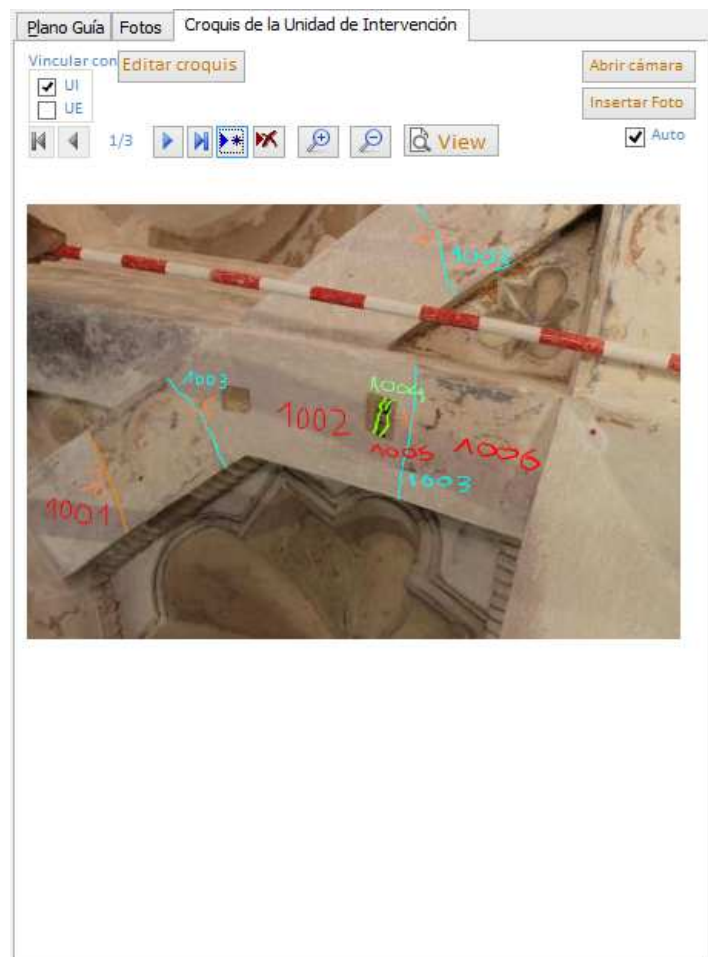 Plano Guía Fotos Croquis de la Unidad de Intervención
Vincular con Editar croquis Abrir cámara
UI
UE
Insertar Foto
1/3 View Auto
1003
1003
1004
1002
1005 1006
1003
1001